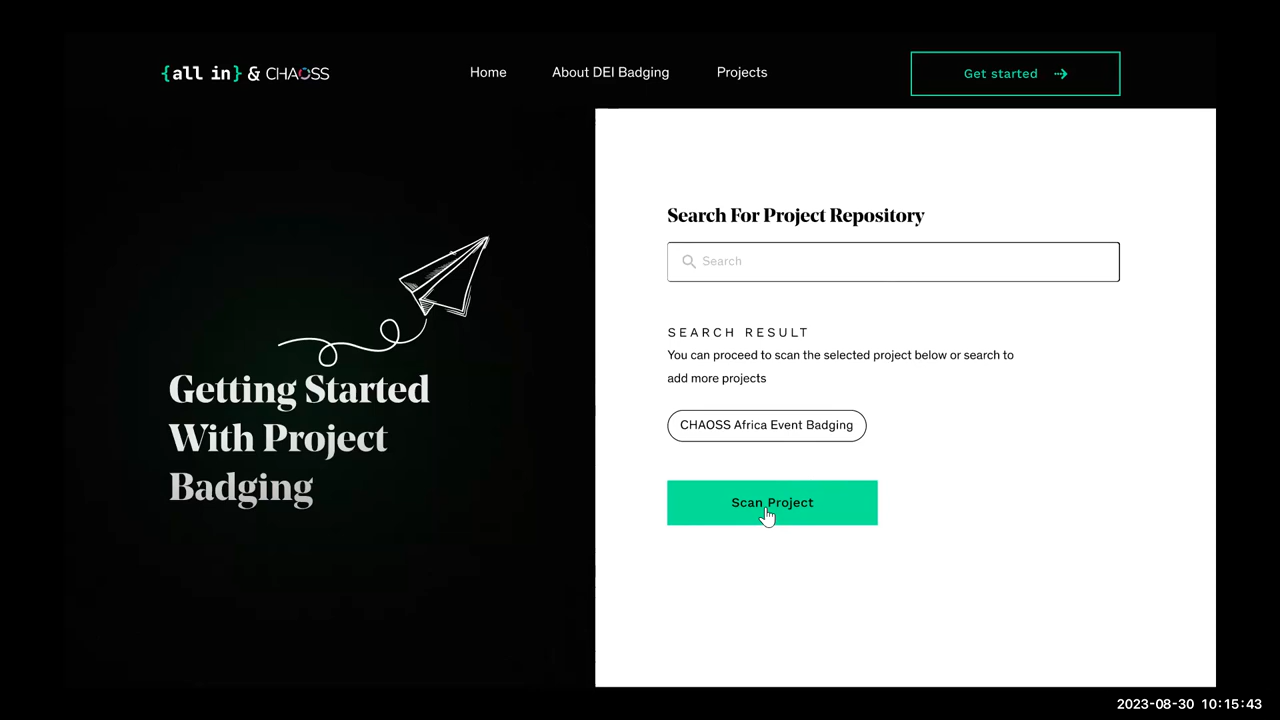 {all in} & CHAOSS
Home
About DEI Badging
Projects
Get started
Getting Started
With Project
Badging
Search For Project Repository
Search
SEARCH RESULT
You can proceed to scan the selected project below or search to
add more projects
CHAOSS Africa Event Badging
Scan Project
2023-08-30 10:15:43